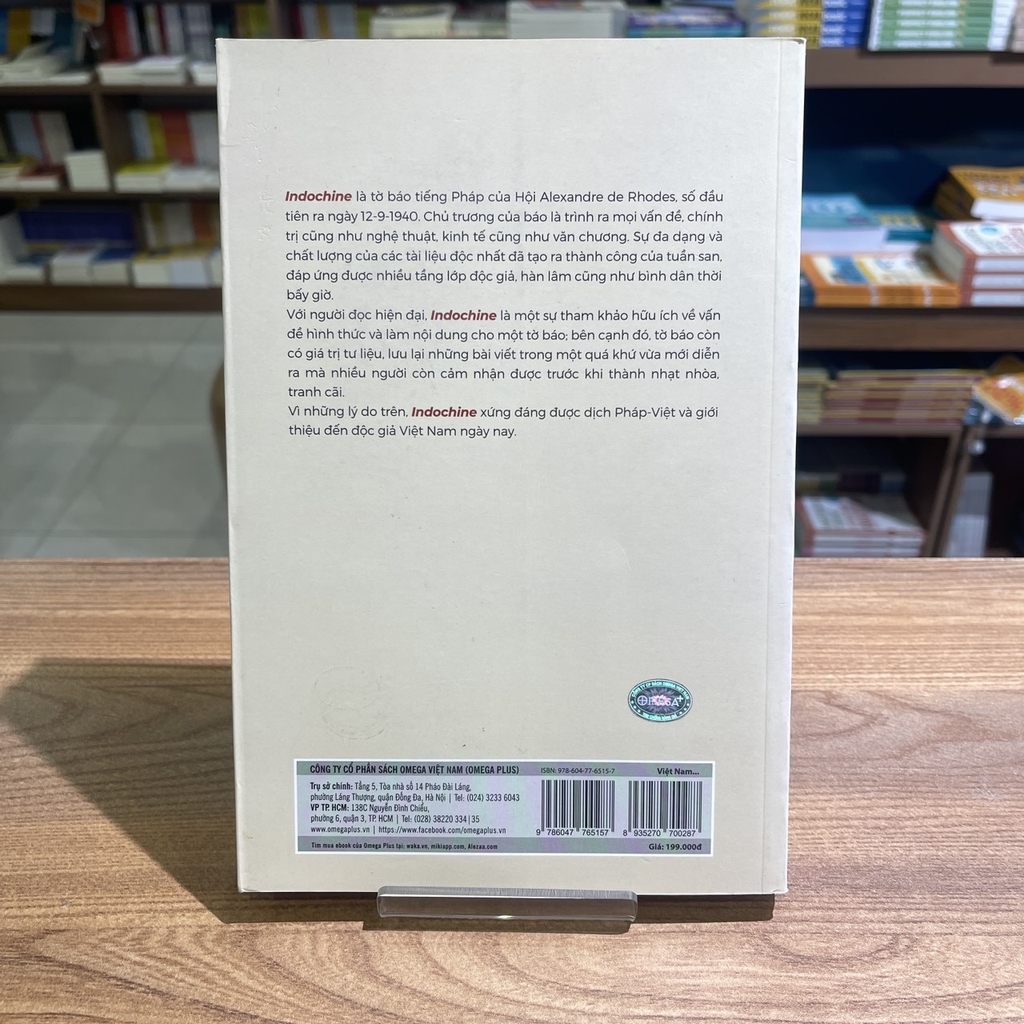 Indochine là tờ báo tiếng Pháp của Hội Alexandre de Rhodes, số đầu
tiên ra ngày 12-9-1940. Chủ trương của báo là trình ra mọi vấn đề, chính
trị cũng như nghệ thuật, kinh tế cũng như văn chương. Sự đa dạng và
chất lượng của các tài liệu độc nhất đã tạo ra thành công của tuần san,
đáp ứng được nhiều tầng lớp độc giả, hàn lâm cũng như bình dân thời
bấy giờ.
Với người đọc hiện đại, Indochine là một sự tham khảo hữu ích về vấn
đề hình thức và làm nội dung cho một tờ báo; bên cạnh đó, tờ báo còn
có giá trị tư liệu, lưu lại những bài viết trong một quá khứ vừa mới diễn
ra mà nhiều người còn cảm nhận được trước khi thành nhạt nhòa,
tranh cãi.
Vì những lý do trên, Indochine xứng đáng được dịch Pháp-Việt và giới
thiệu đến độc giả Việt Nam ngày nay.
CÔNG TY CỔ PHẦN SÁCH OMEGA VIỆT NAM (OMEGA PLUS)
Trụ sở chính: Tầng 5, Tòa nhà số 14 Pháo Đài Láng,
phường Láng Thượng, quận Đống Đa, Hà Nội | Tel: (024) 3233 6043
VP TP. HCM: 138C Nguyễn Đình Chiểu,
phường 6, quận 3, TP. HCM | Tel: (028) 38220 334 | 35
www.omegaplus.vn | https://www.facebook.com/omegaplus.vn
Tìm mua ebook của Omega Plus tại: waka.vn, mikiapp.com, Alezaa.com
ISBN: 978-604-77-6515-7
Việt Nam...
9 786047 765157
8 935270 700287
Giá: 199.000đ